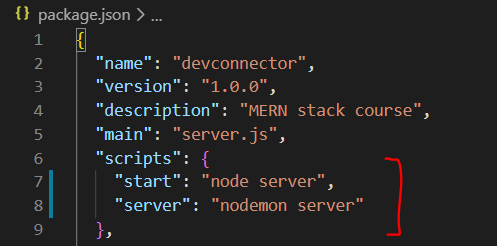 {} package.json > ...
1 {
2 "name": "devconnector",
3 "version": "1.0.0",
4 "description": "MERN stack course",
5 "main": "server.js",
6 "scripts": {
7 "start": "node server",
8 "server": "nodemon server"
9 },